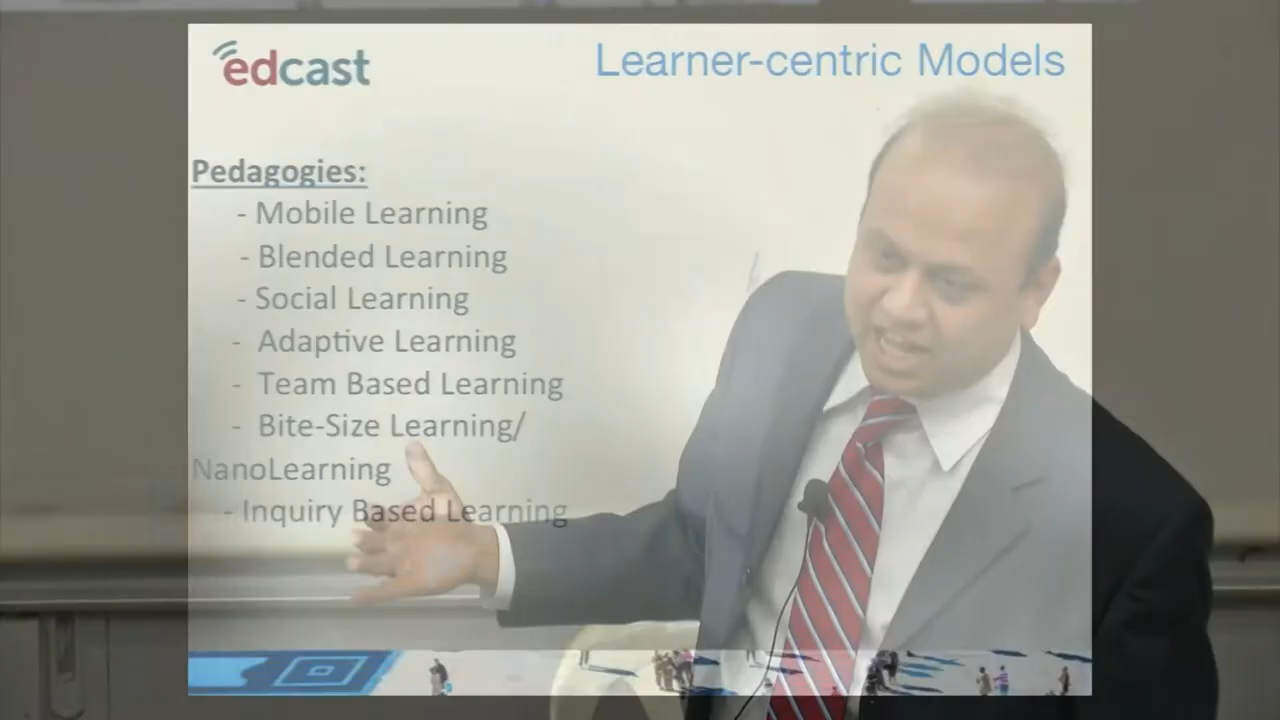 edcast
Learner-centric Models
Pedagogies:
- Mobile Learning
- Blended Learning
- Social Learning
- Adaptive Learning
- Team Based Learning
- Bite-Size Learning/
NanoLearning
- Inquiry Based Learning